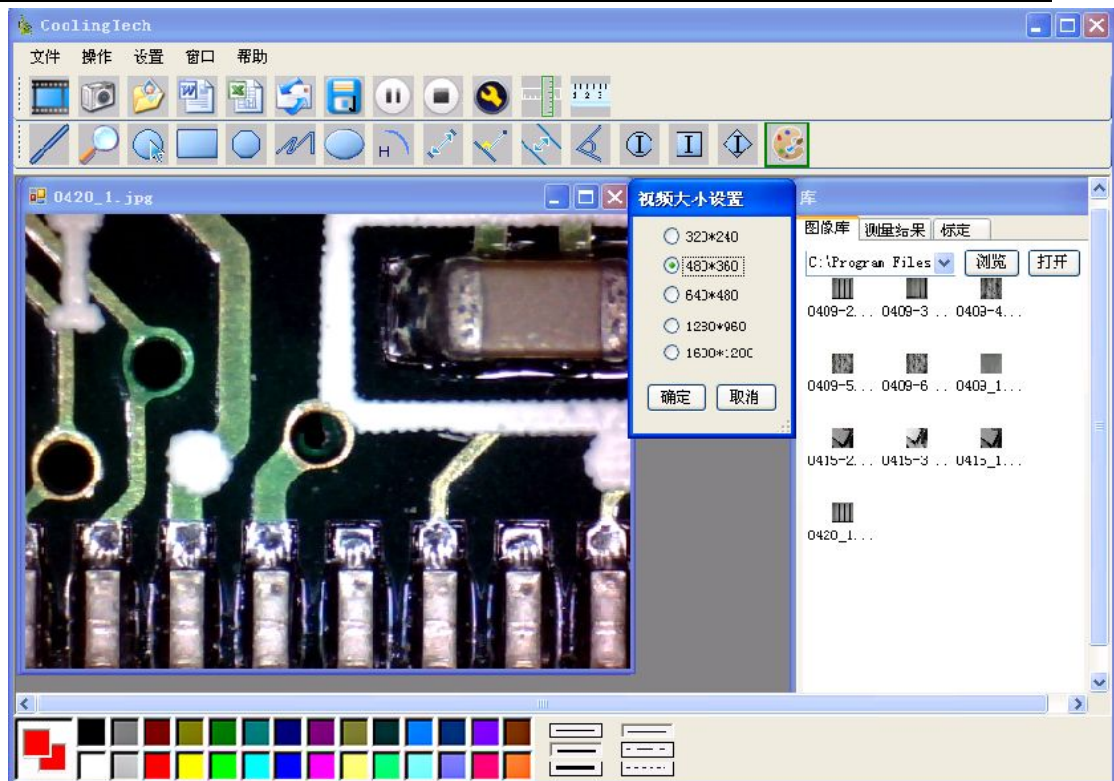 CoolingTech
文件 操作 设置 窗口 帮助
0420_1.jpg
视频大小设置
320*240
480*360
640*480
1280*960
1600*1200
确定 取消
库
图像库 测量结果 标定
C:\Program Files 浏览 打开
0409-2... 0409-3 .. 0409-4...
0409-5... 0409-6 .. 0409_1...
0415-2... 0415-3 .. 0415_1...
0420_1...